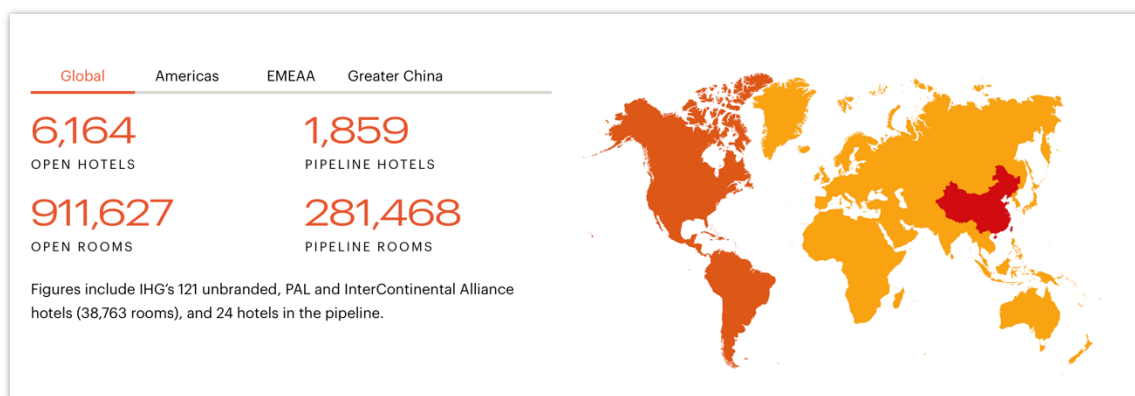 Global Americas EMEAA Greater China
6,164 1,859
OPEN HOTELS PIPELINE HOTELS
911,627 281,468
OPEN ROOMS PIPELINE ROOMS
Figures include IHG's 121 unbranded, PAL and InterContinental Alliance
hotels (38,763 rooms), and 24 hotels in the pipeline.